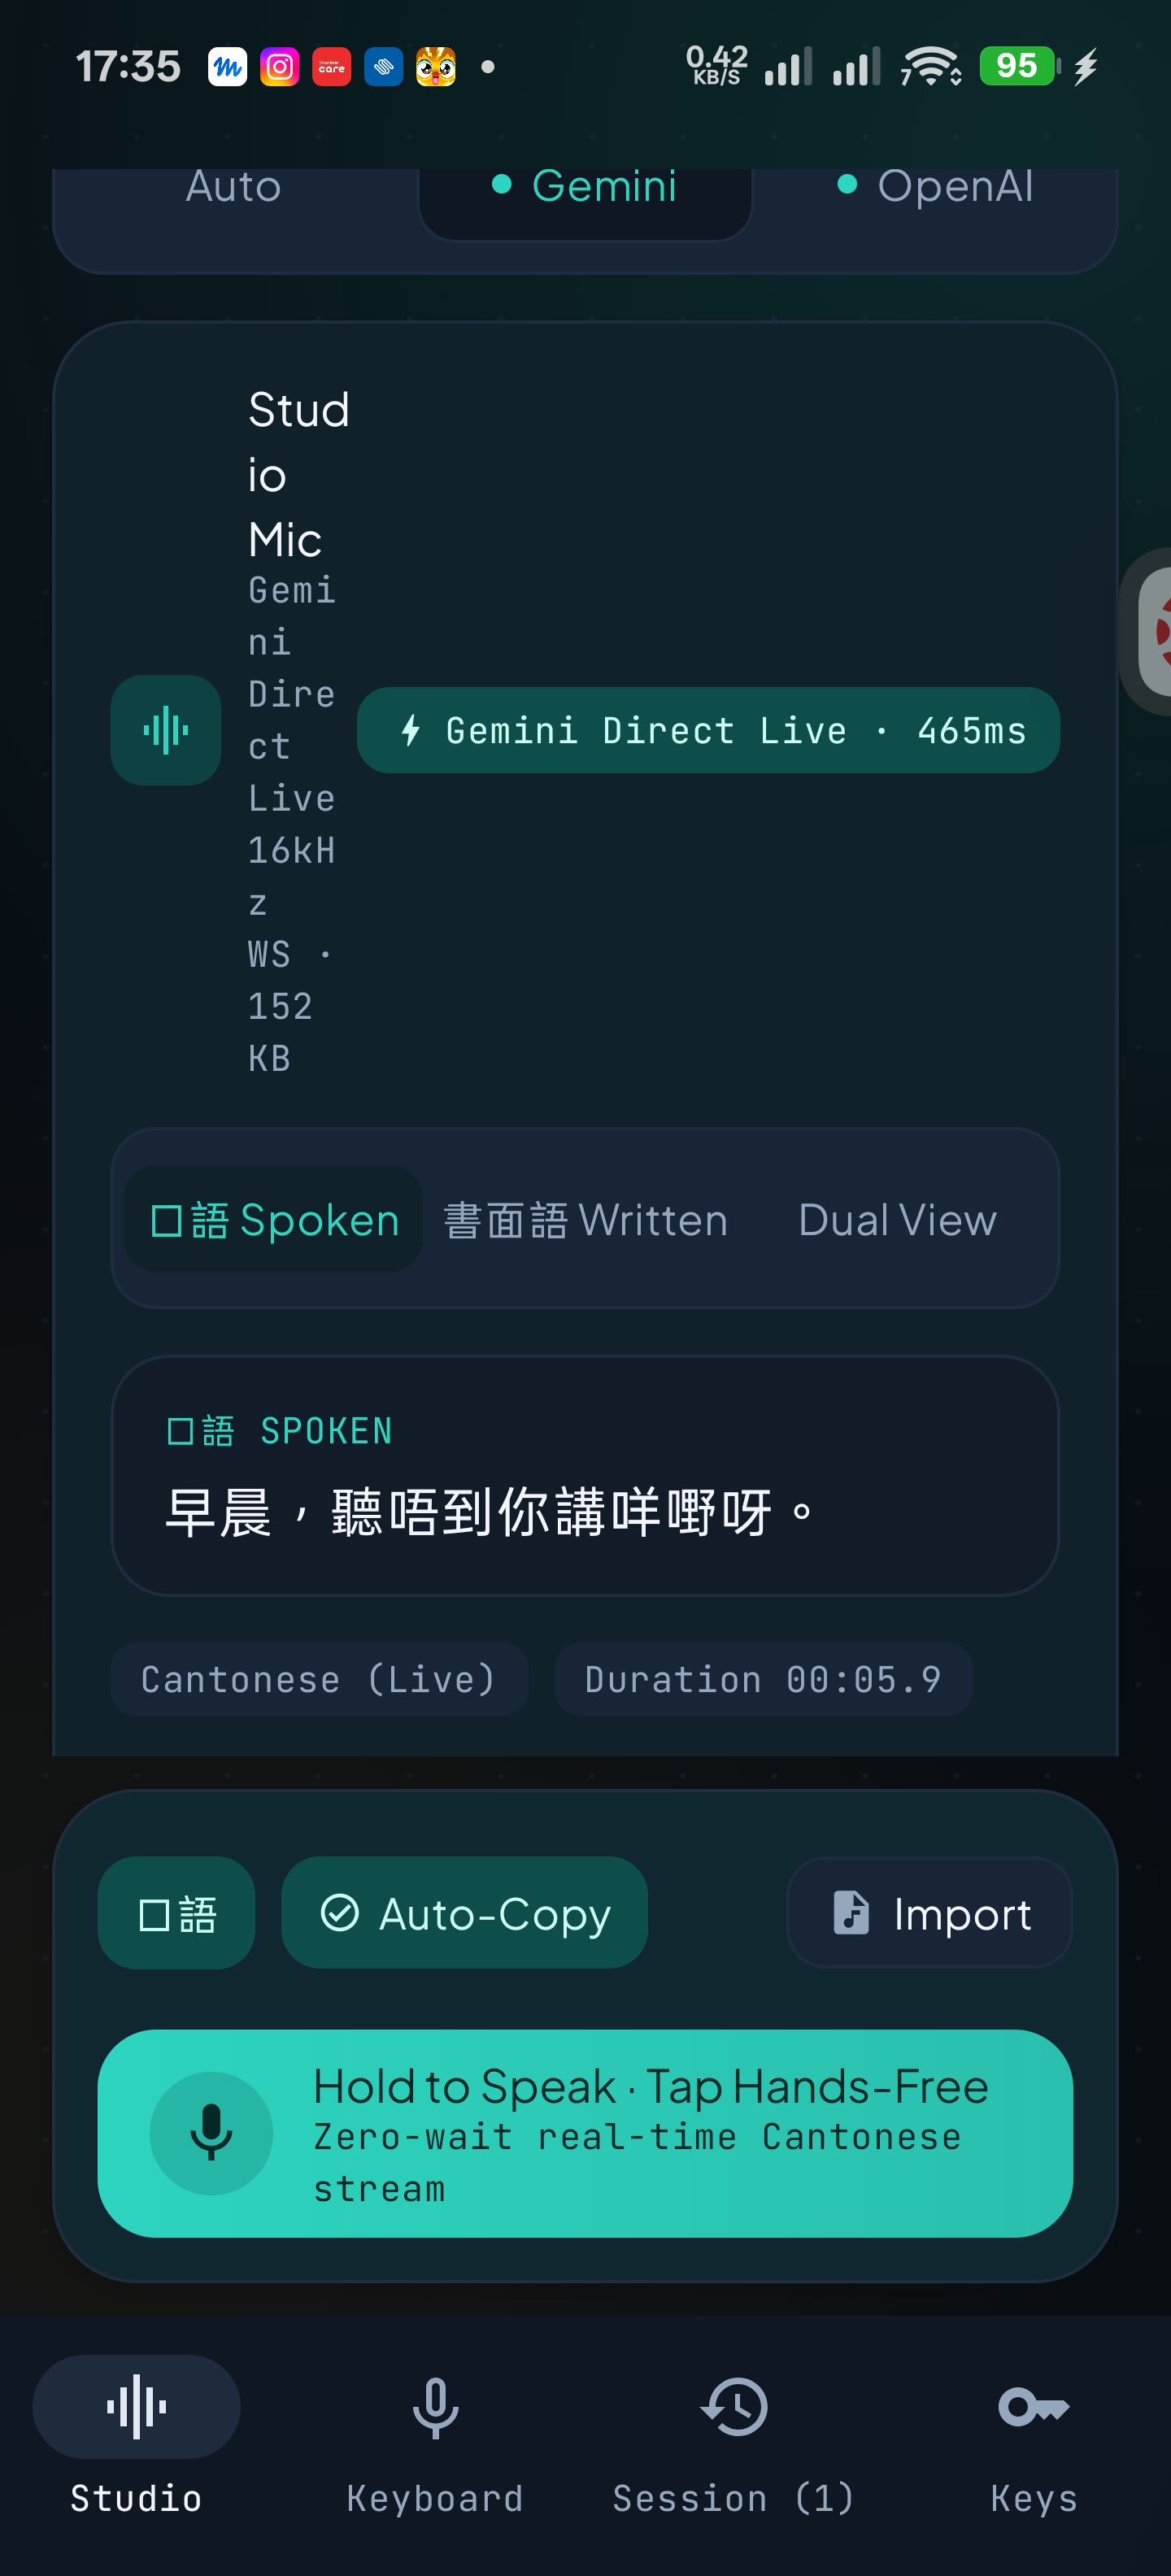 17:35
0.42
KB/S
7
95
Auto
Gemini
OpenAI
Stud
io
Mic
Gemi
ni
Dire
ct
Live
16kH
z
WS ·
152
KB
Gemini Direct Live · 465ms
口語 Spoken
書面語 Written
Dual View
口語 SPOKEN
早晨，聽唔到你講咩嘢呀。
Cantonese (Live)
Duration 00:05.9
口語
Auto-Copy
Import
Hold to Speak · Tap Hands-Free
Zero-wait real-time Cantonese
stream
Studio
Keyboard
Session (1)
Keys